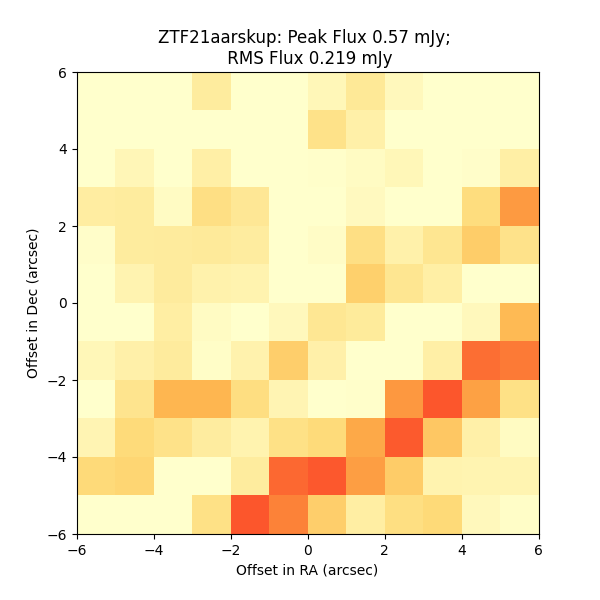 ZTF21aarskup: Peak Flux 0.57 mJy;
RMS Flux 0.219 mJy
6
4
2
0
−2
−4
−6
Offset in Dec (arcsec)
−6 −4 −2 0 2 4 6
Offset in RA (arcsec)